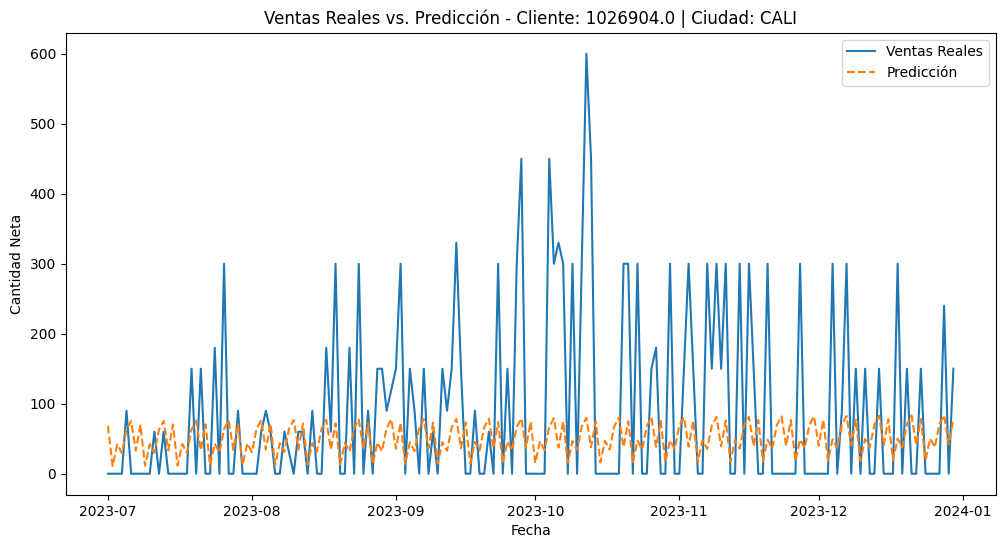 Ventas Reales vs. Predicción - Cliente: 1026904.0 | Ciudad: CALI
Ventas Reales
Predicción
Cantidad Neta
600
500
400
300
200
100
0
2023-07
2023-08
2023-09
2023-10
2023-11
2023-12
2024-01
Fecha